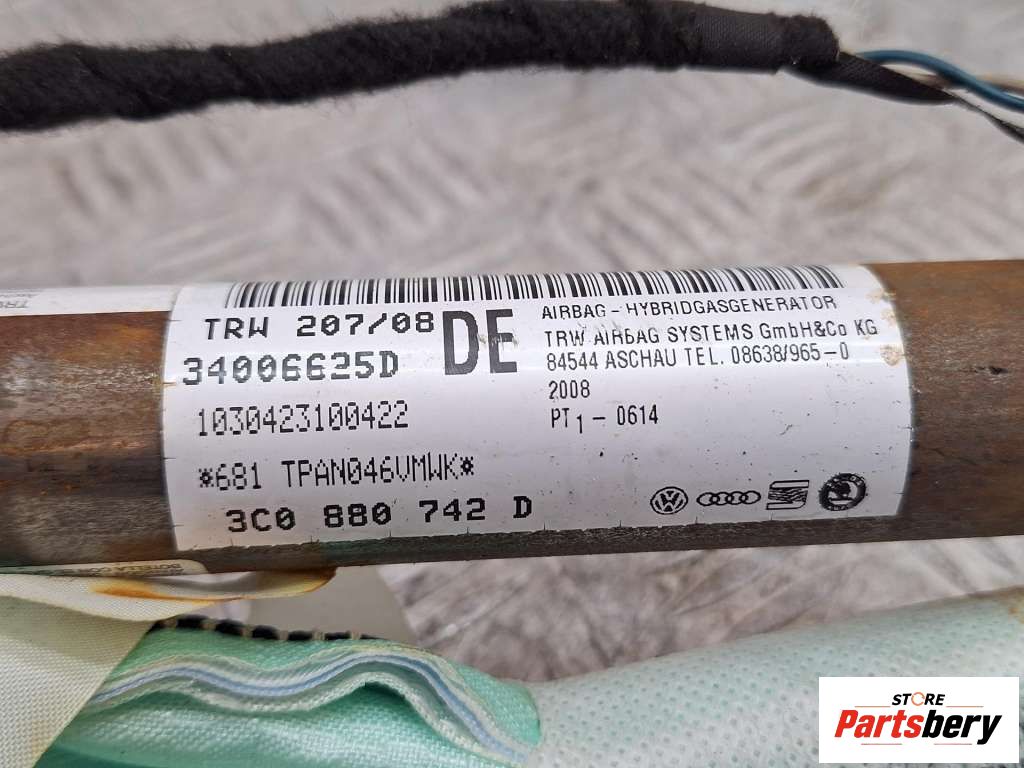 TRW 207/08
34006625D
DE
1030423100422
*681 TPAN046VMWK*
3C0 880 742 D
AIRBAG - HYBRIDGASGENERATOR
TRW AIRBAG SYSTEMS GmbH&Co KG
84544 ASCHAU TEL. 08638/965-0
2008
PT1 - 0614
STORE
Partsbery